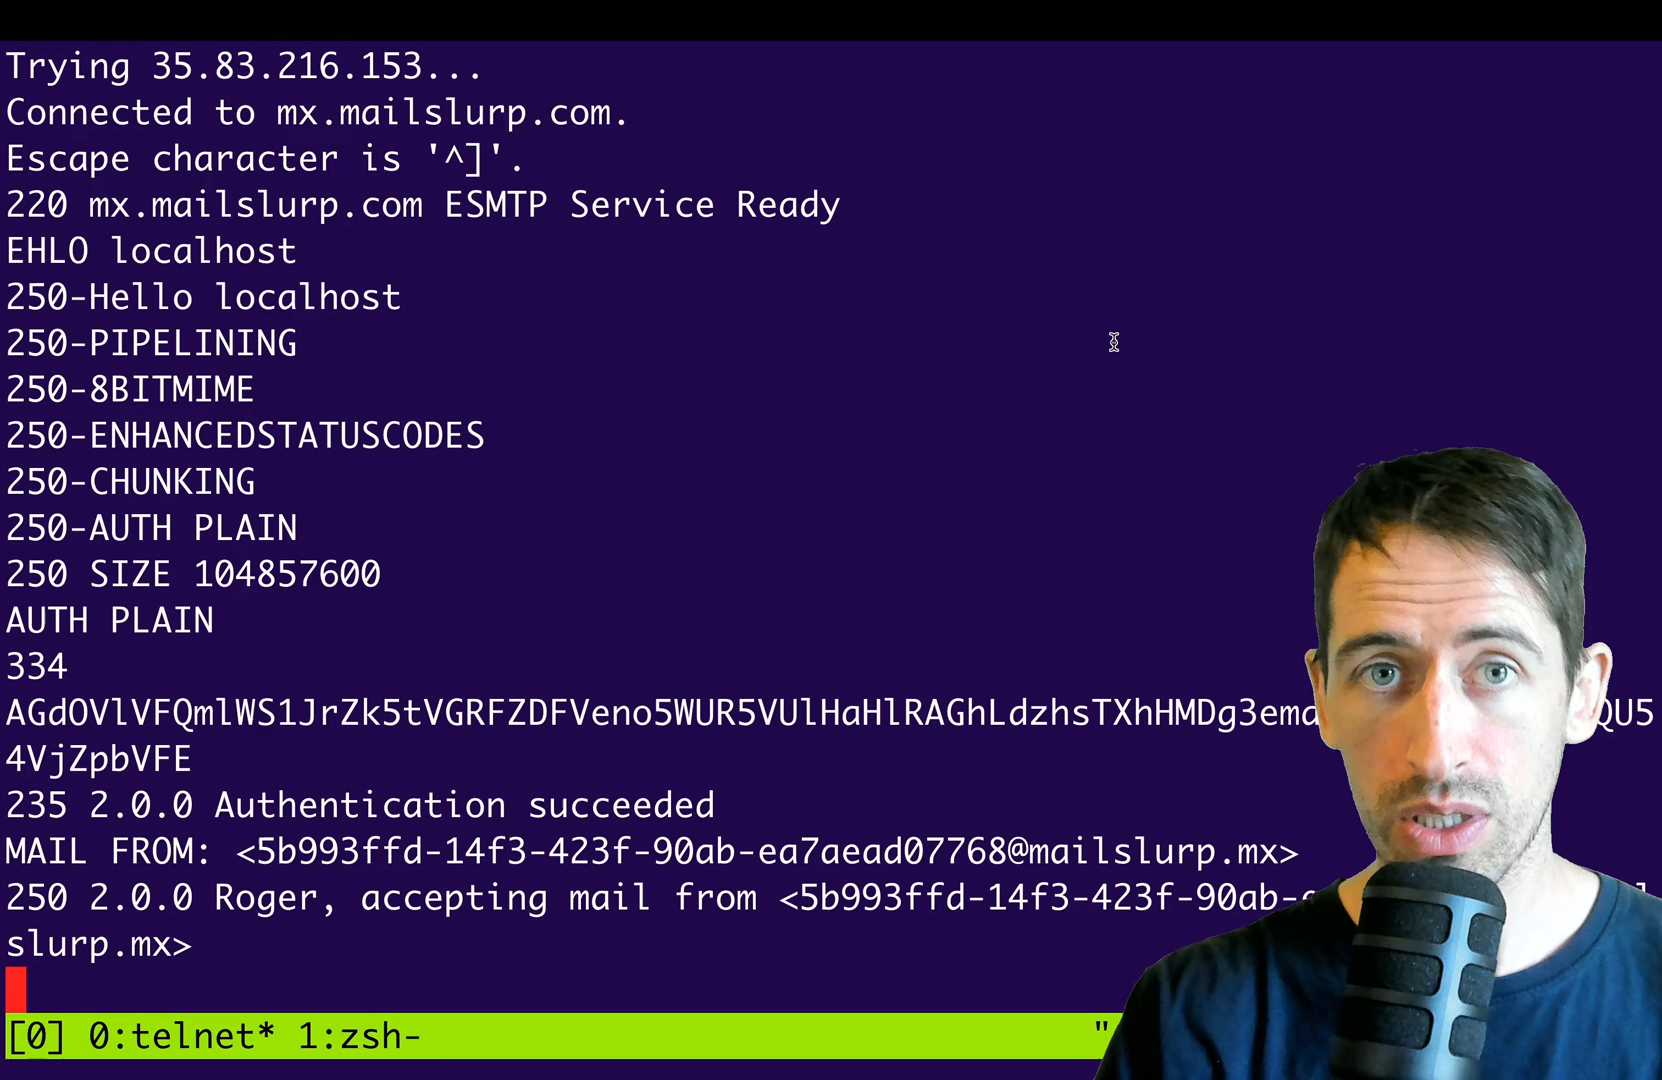 Trying 35.83.216.153...
Connected to mx.mailslurp.com.
Escape character is '^]'.
220 mx.mailslurp.com ESMTP Service Ready
EHLO localhost
250-Hello localhost
250-PIPELINING
250-8BITMIME
250-ENHANCEDSTATUSCODES
250-CHUNKING
250-AUTH PLAIN
250 SIZE 104857600
AUTH PLAIN
334
AGdOVlVFQmlWS1JrZk5tVGRFZDFVeno5WUR5VUlHaHlRAGhLdzhsTXhHMDg3ema QU5
4VjZpbVFE
235 2.0.0 Authentication succeeded
MAIL FROM: <5b993ffd-14f3-423f-90ab-ea7aead07768@mailslurp.mx>
250 2.0.0 Roger, accepting mail from <5b993ffd-14f3-423f-90ab-e l
slurp.mx>
[0] 0:telnet* 1:zsh- "